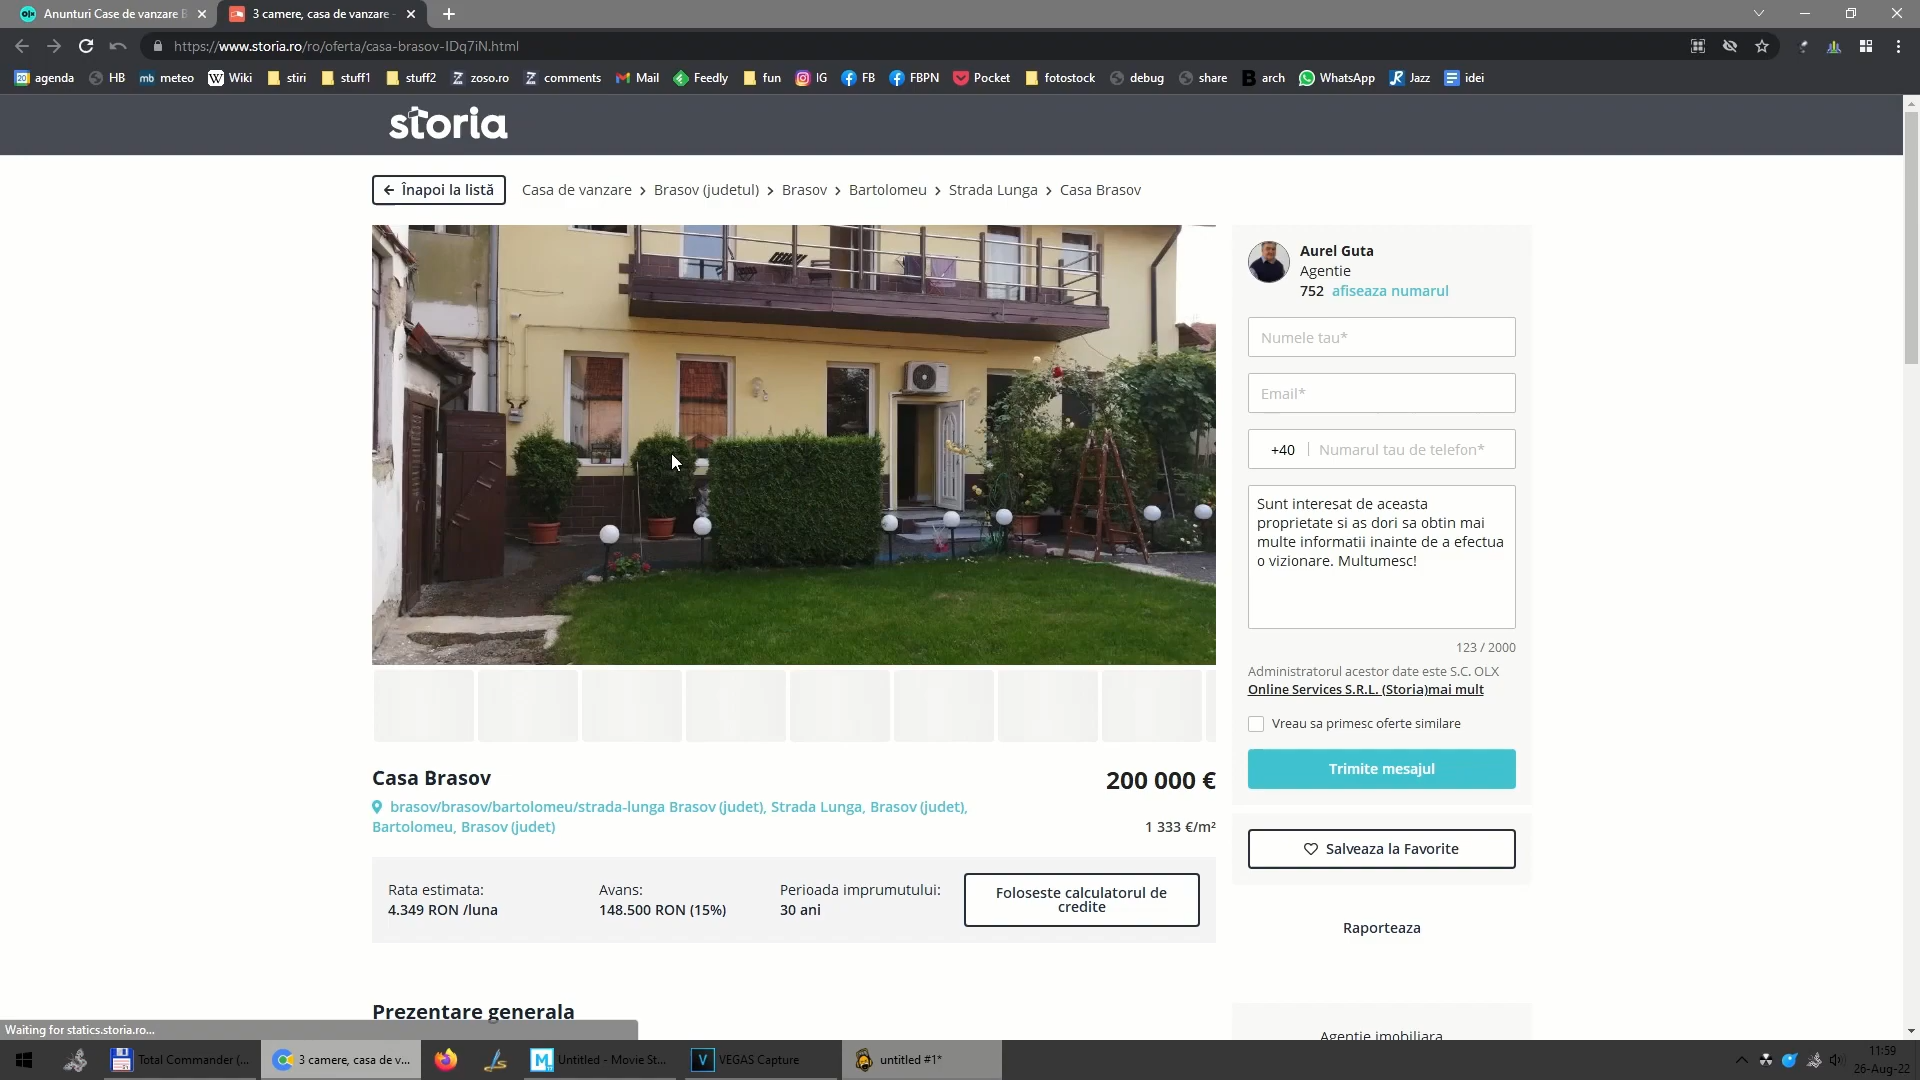 Anunturi Case de vanzare B
3 camere, casa de vanzare -
https://www.storia.ro/ro/oferta/casa-brasov-IDq7iN.html
20 agenda
HB
mb meteo
W Wiki
stiri
stuff1
stuff2
Z zoso.ro
Z comments
Mail
Feedly
fun
IG
FB
FBPN
Pocket
fotostock
debug
share
B arch
WhatsApp
Jazz
idei
storia
Înapoi la listă
Casa de vanzare > Brasov (judetul) > Brasov > Bartolomeu > Strada Lunga > Casa Brasov
Aurel Guta
Agentie
752 afiseaza numarul
Numele tau*
Email*
+40 Numarul tau de telefon*
Sunt interesat de aceasta
proprietate si as dori sa obtin mai
multe informatii inainte de a efectua
o vizionare. Multumesc!
123 / 2000
Administratorul acestor date este S.C. OLX
Online Services S.R.L. (Storia)mai mult
Vreau sa primesc oferte similare
Trimite mesajul
Salveaza la Favorite
Raporteaza
Agentie imobiliara
Casa Brasov
200 000 €
brasov/brasov/bartolomeu/strada-lunga Brasov (judet), Strada Lunga, Brasov (judet),
Bartolomeu, Brasov (judet)
1 333 €/m²
Rata estimata:
4.349 RON /luna
Avans:
148.500 RON (15%)
Perioada imprumutului:
30 ani
Foloseste calculatorul de
credite
Prezentare generala
Waiting for statics.storia.ro...
Total Commander (...
3 camere, casa de v...
Untitled - Movie St...
V VEGAS Capture
untitled #1*
11:59
26-Aug-22